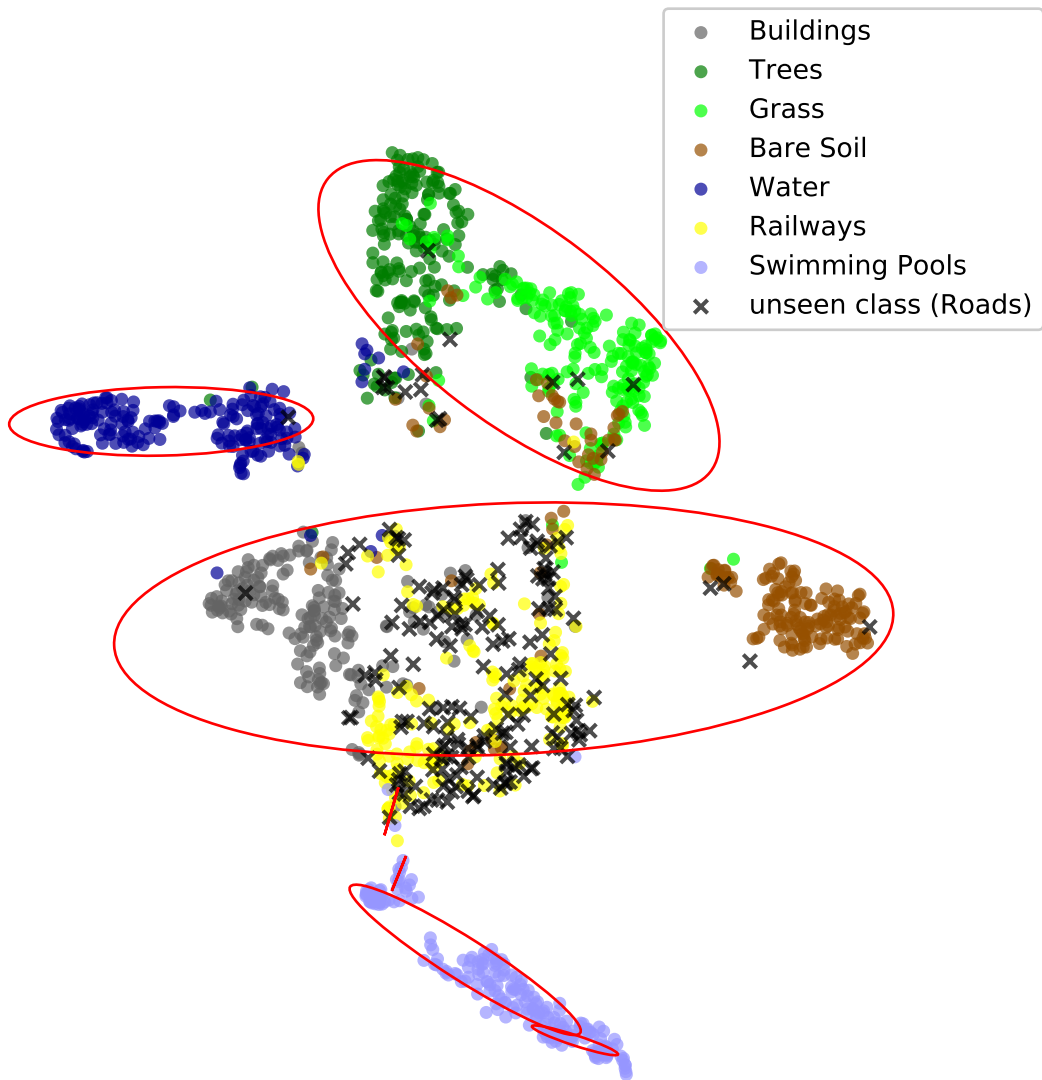 Buildings
Trees
Grass
Bare Soil
Water
Railways
Swimming Pools
unseen class (Roads)